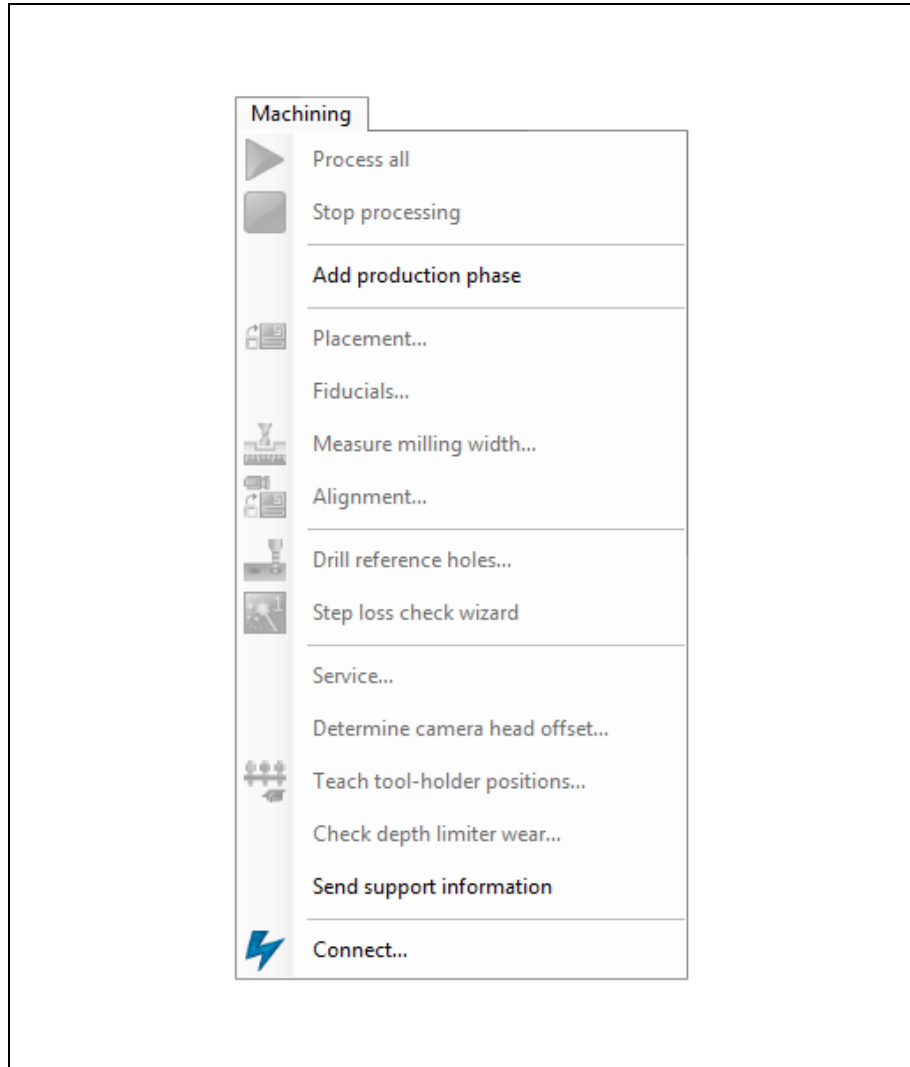 Machining
Process all
Stop processing
Add production phase
Placement...
Fiducials...
Measure milling width...
Alignment...
Drill reference holes...
Step loss check wizard
Service...
Determine camera head offset...
Teach tool-holder positions...
Check depth limiter wear...
Send support information
Connect...